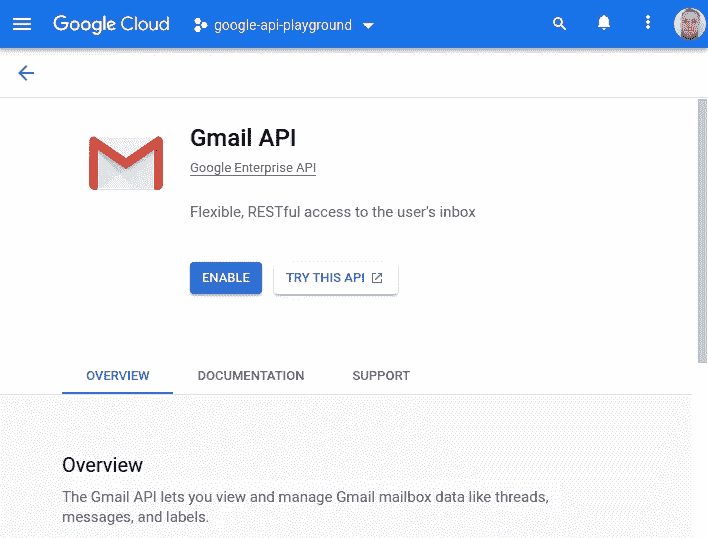 Google Cloud google-api-playground
Gmail API
Google Enterprise API
Flexible, RESTful access to the user's inbox
ENABLE TRY THIS API
OVERVIEW DOCUMENTATION SUPPORT
Overview
The Gmail API lets you view and manage Gmail mailbox data like threads,
messages, and labels.